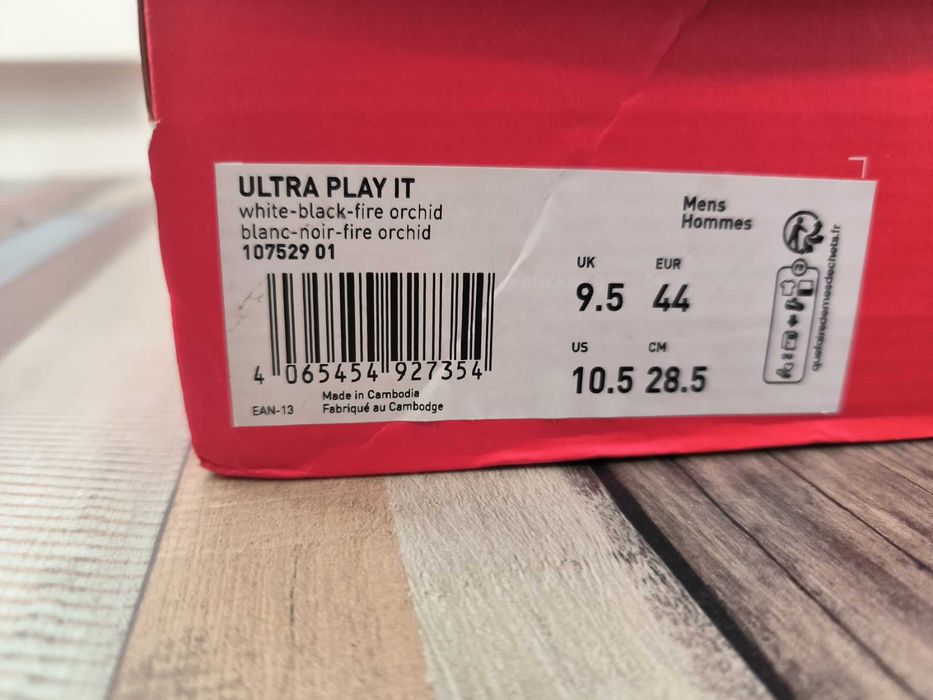 ULTRA PLAY IT
white-black-fire orchid
blanc-noir-fire orchid
107529 01
4 065454 927354
EAN-13
Made in Cambodia
Fabriqué au Cambodge
Mens
Hommes
UK EUR
9.5 44
US CM
10.5 28.5
quefairedemesdechets.fr